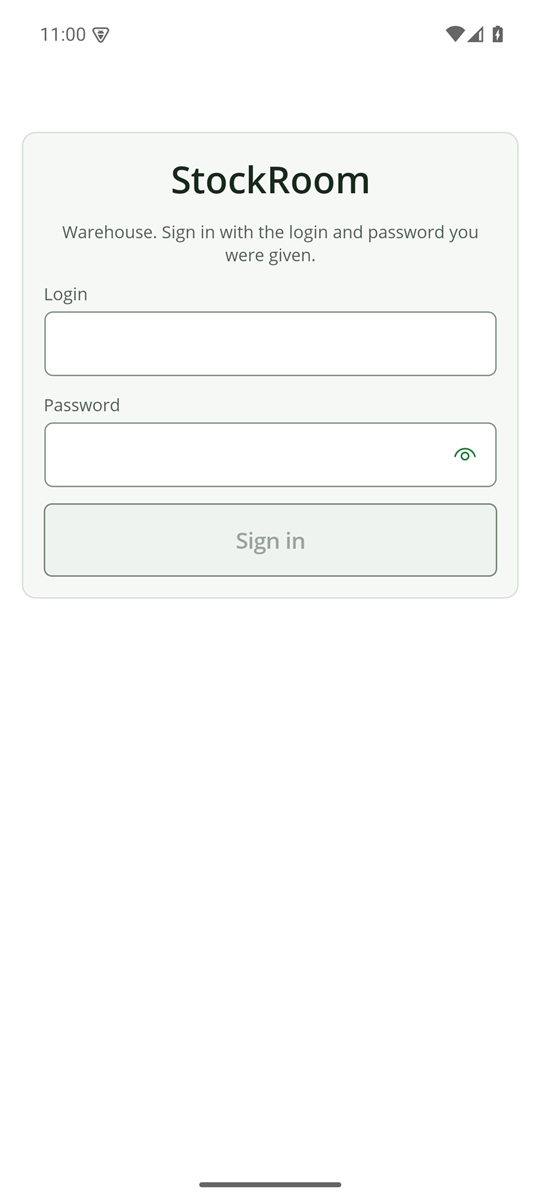 11:00
StockRoom
Warehouse. Sign in with the login and password you
were given.
Login
Password
Sign in